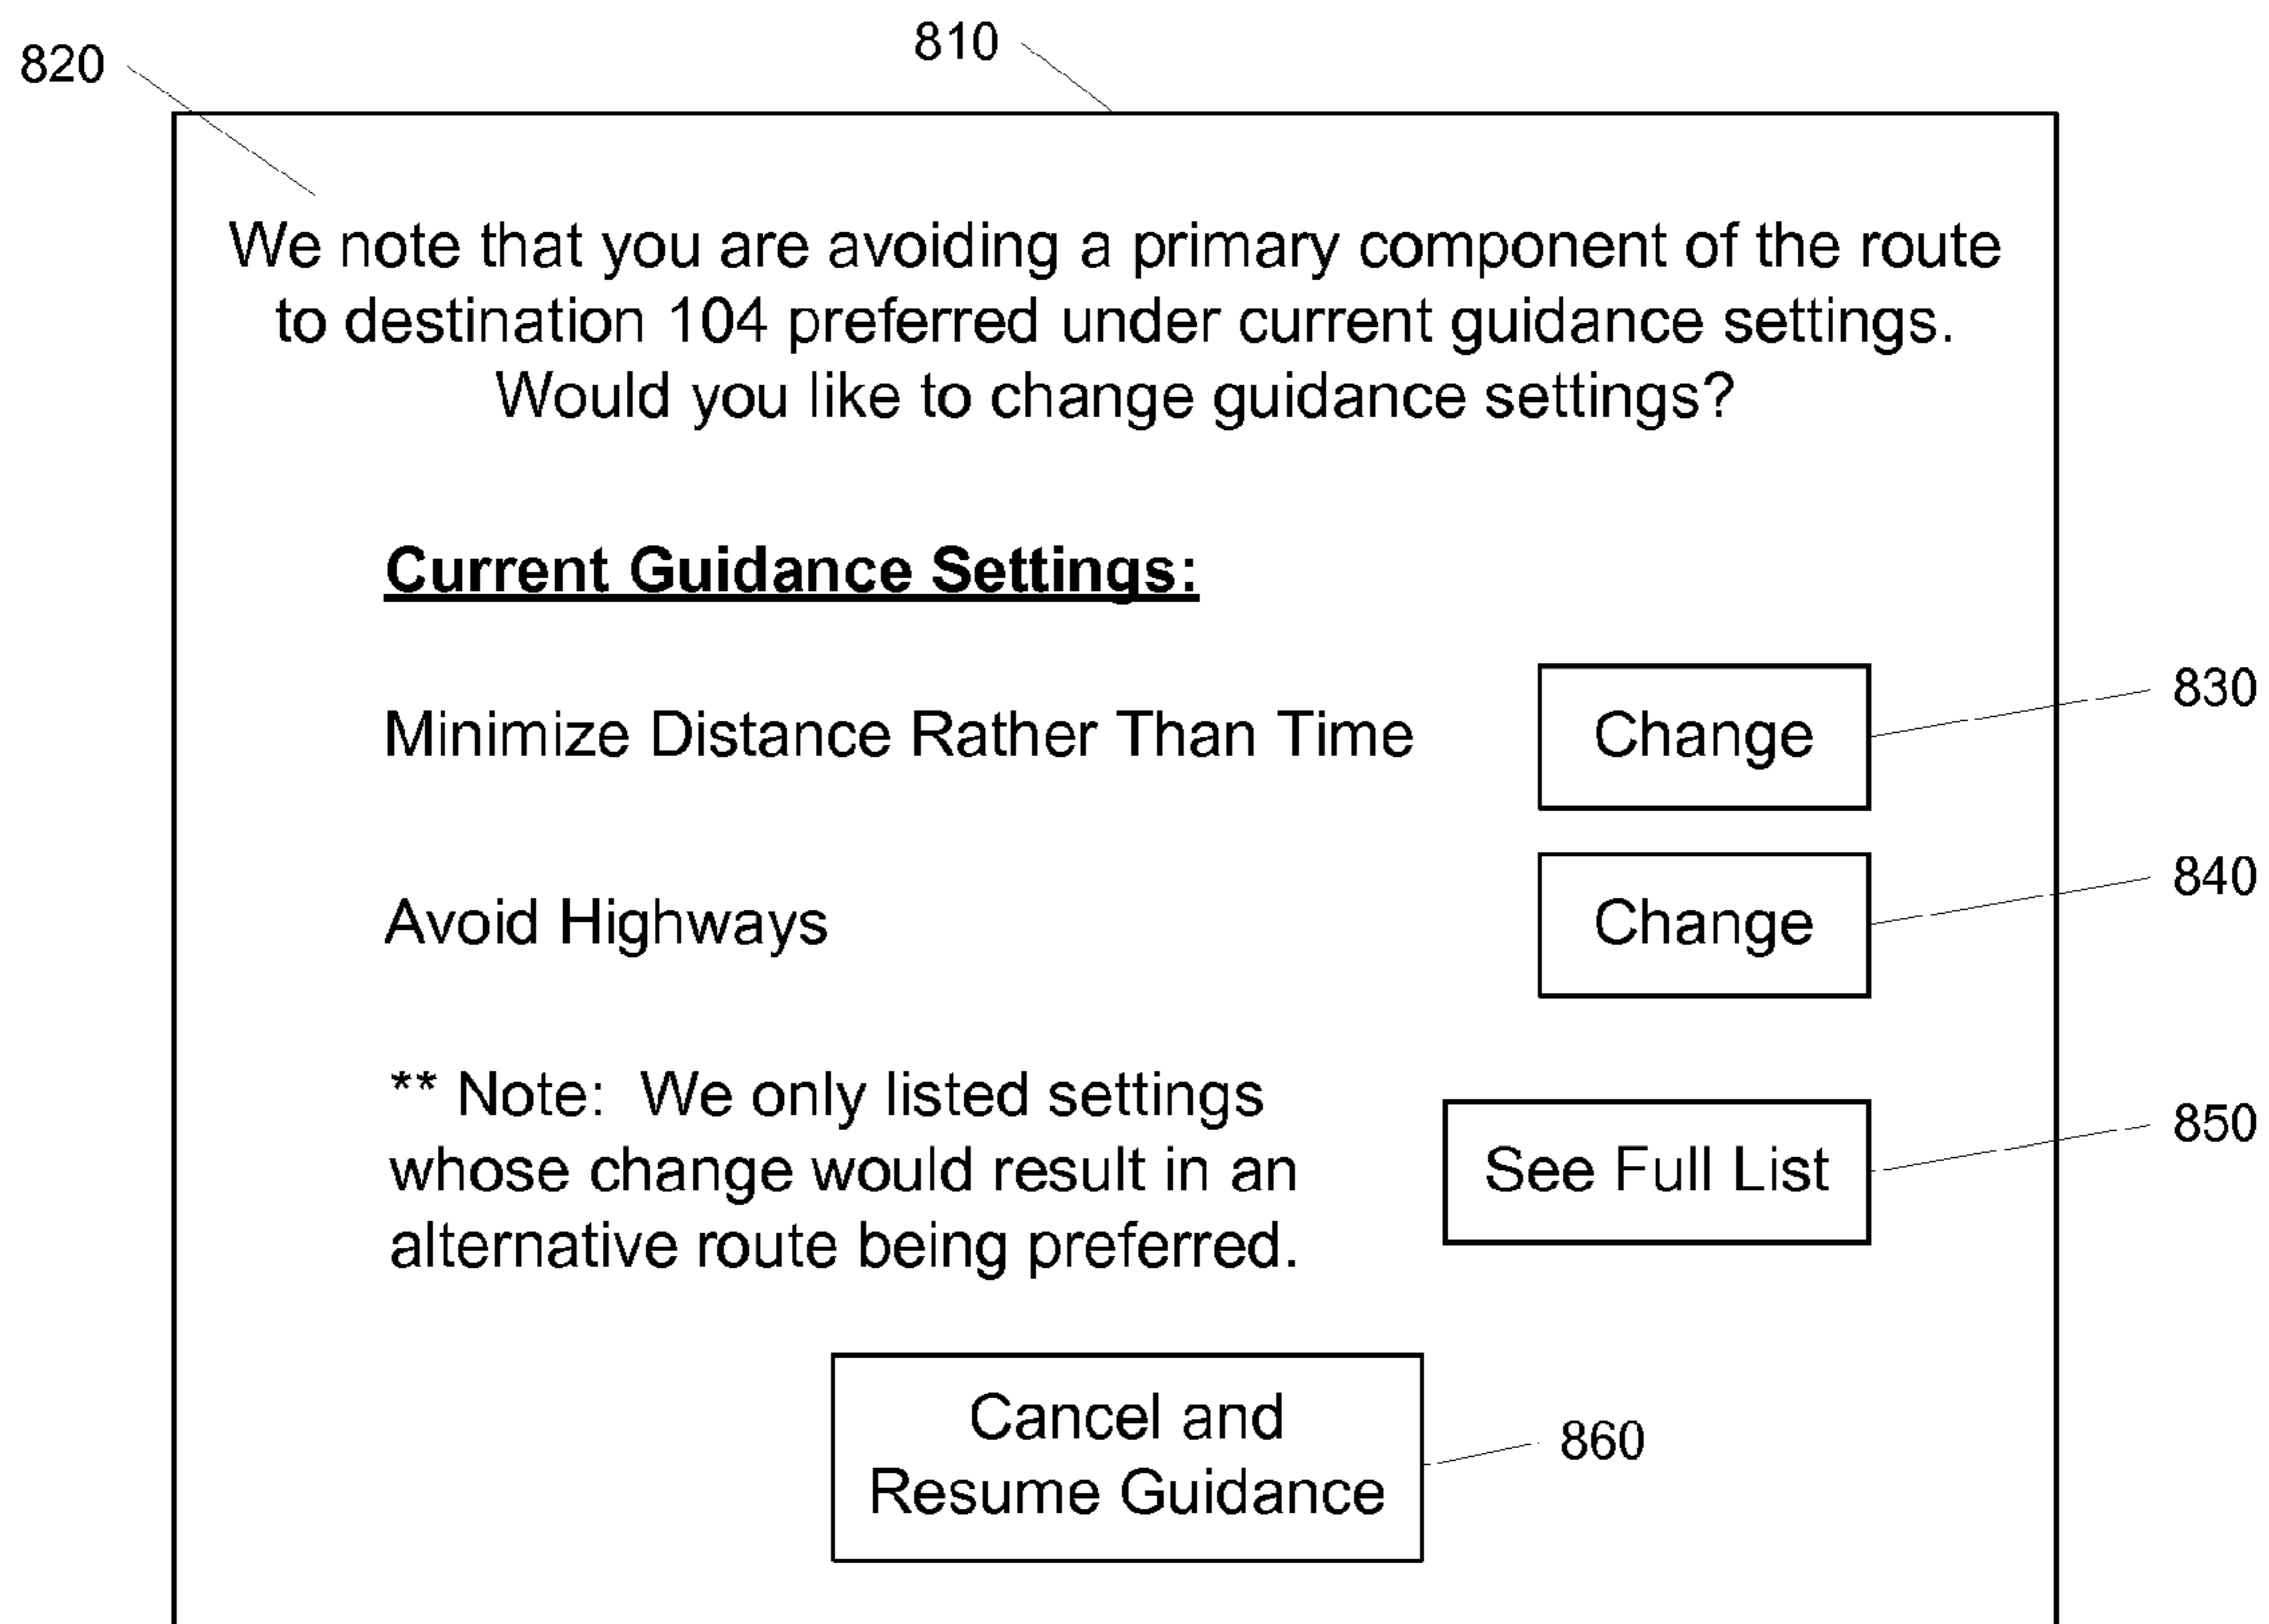 810
820
We note that you are avoiding a primary component of the route
to destination 104 preferred under current guidance settings.
Would you like to change guidance settings?
Current Guidance Settings:
830
Minimize Distance Rather Than Time
Change
840
Avoid Highways
Change
** Note: We only listed settings
whose change would result in an
alternative route being preferred.
850
See Full List
Cancel and
Resume Guidance
860